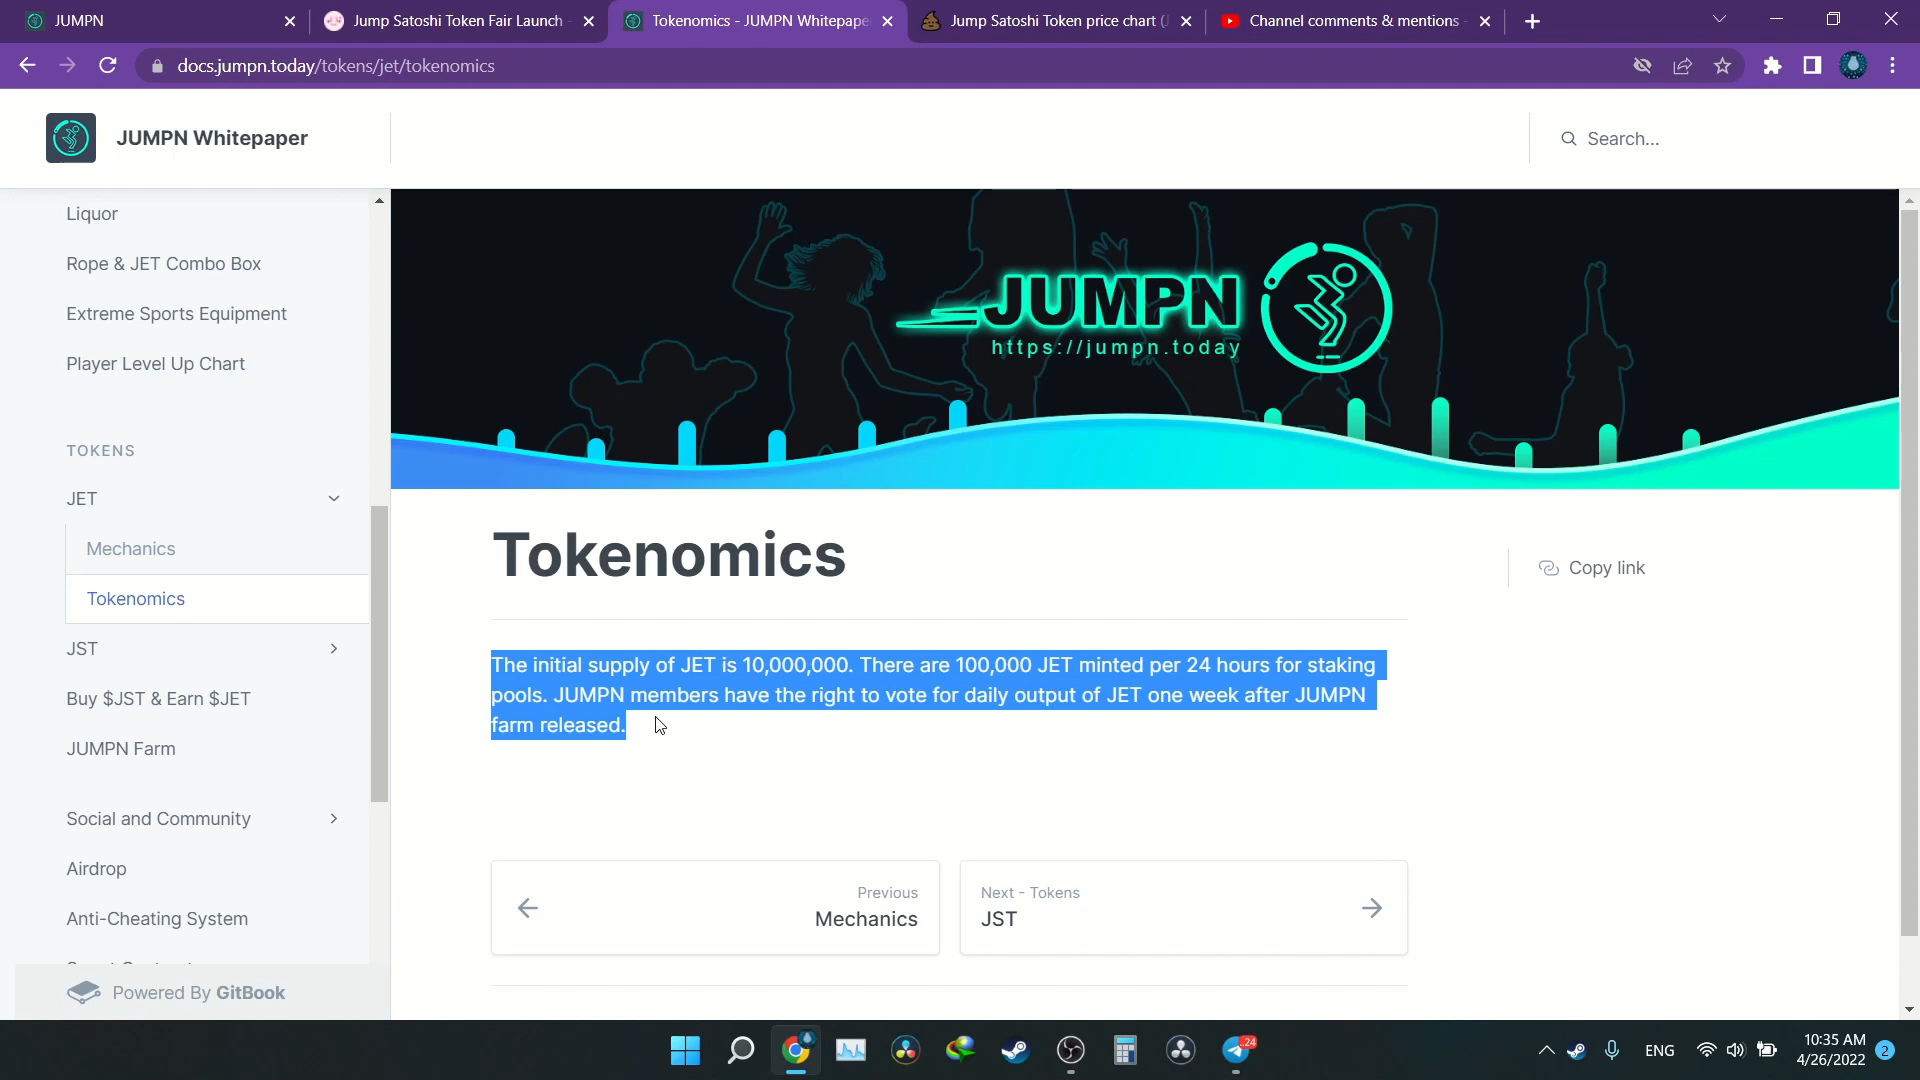 JUMPN
Jump Satoshi Token Fair Launch
Tokenomics - JUMPN Whitepape
Jump Satoshi Token price chart (J
Channel comments & mentions -
docs.jumpn.today/tokens/jet/tokenomics
JUMPN Whitepaper
Search...
Liquor
Rope & JET Combo Box
Extreme Sports Equipment
Player Level Up Chart
TOKENS
JET
Mechanics
Tokenomics
JST
Buy $JST & Earn $JET
JUMPN Farm
Social and Community
Airdrop
Anti-Cheating System
Powered By GitBook
JUMPN
https://jumpn.today
Tokenomics
Copy link
The initial supply of JET is 10,000,000. There are 100,000 JET minted per 24 hours for staking
pools. JUMPN members have the right to vote for daily output of JET one week after JUMPN
farm released.
Previous
Mechanics
Next - Tokens
JST
24
ENG
10:35 AM
4/26/2022
2